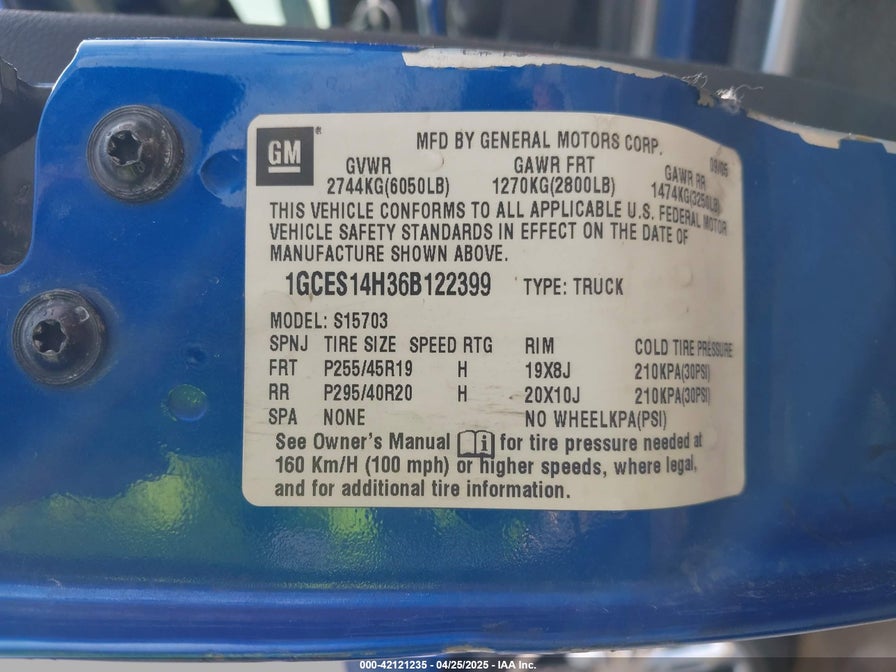 GM
®
MFD BY GENERAL MOTORS CORP.
09/05
GVWR GAWR FRT GAWR RR
2744KG(6050LB) 1270KG(2800LB) 1474KG(3250LB)
THIS VEHICLE CONFORMS TO ALL APPLICABLE U.S. FEDERAL MOTOR
VEHICLE SAFETY STANDARDS IN EFFECT ON THE DATE OF
MANUFACTURE SHOWN ABOVE.
1GCES14H36B122399 TYPE: TRUCK
MODEL: S15703
SPNJ TIRE SIZE SPEED RTG RIM COLD TIRE PRESSURE
FRT P255/45R19 H 19X8J 210KPA(30PSI)
RR P295/40R20 H 20X10J 210KPA(30PSI)
SPA NONE NO WHEELKPA(PSI)
See Owner's Manual i for tire pressure needed at
160 Km/H (100 mph) or higher speeds, where legal,
and for additional tire information.
000-42121235 - 04/25/2025 - IAA Inc.